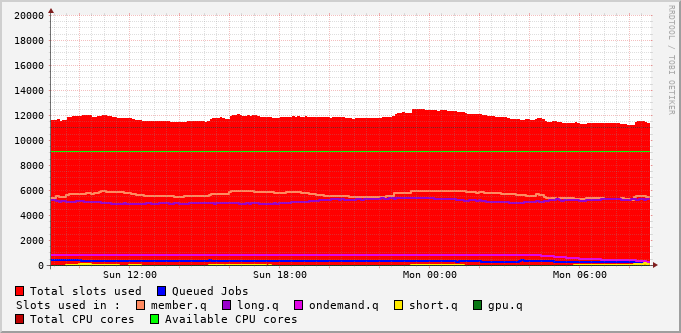 20000
18000
16000
14000
12000
10000
8000
6000
4000
2000
0
Sun 12:00 Sun 18:00 Mon 00:00 Mon 06:00
Total slots used Queued Jobs
Slots used in : member.q long.q ondemand.q short.q gpu.q
Total CPU cores Available CPU cores
RRDTOOL / TOBI OETIKER